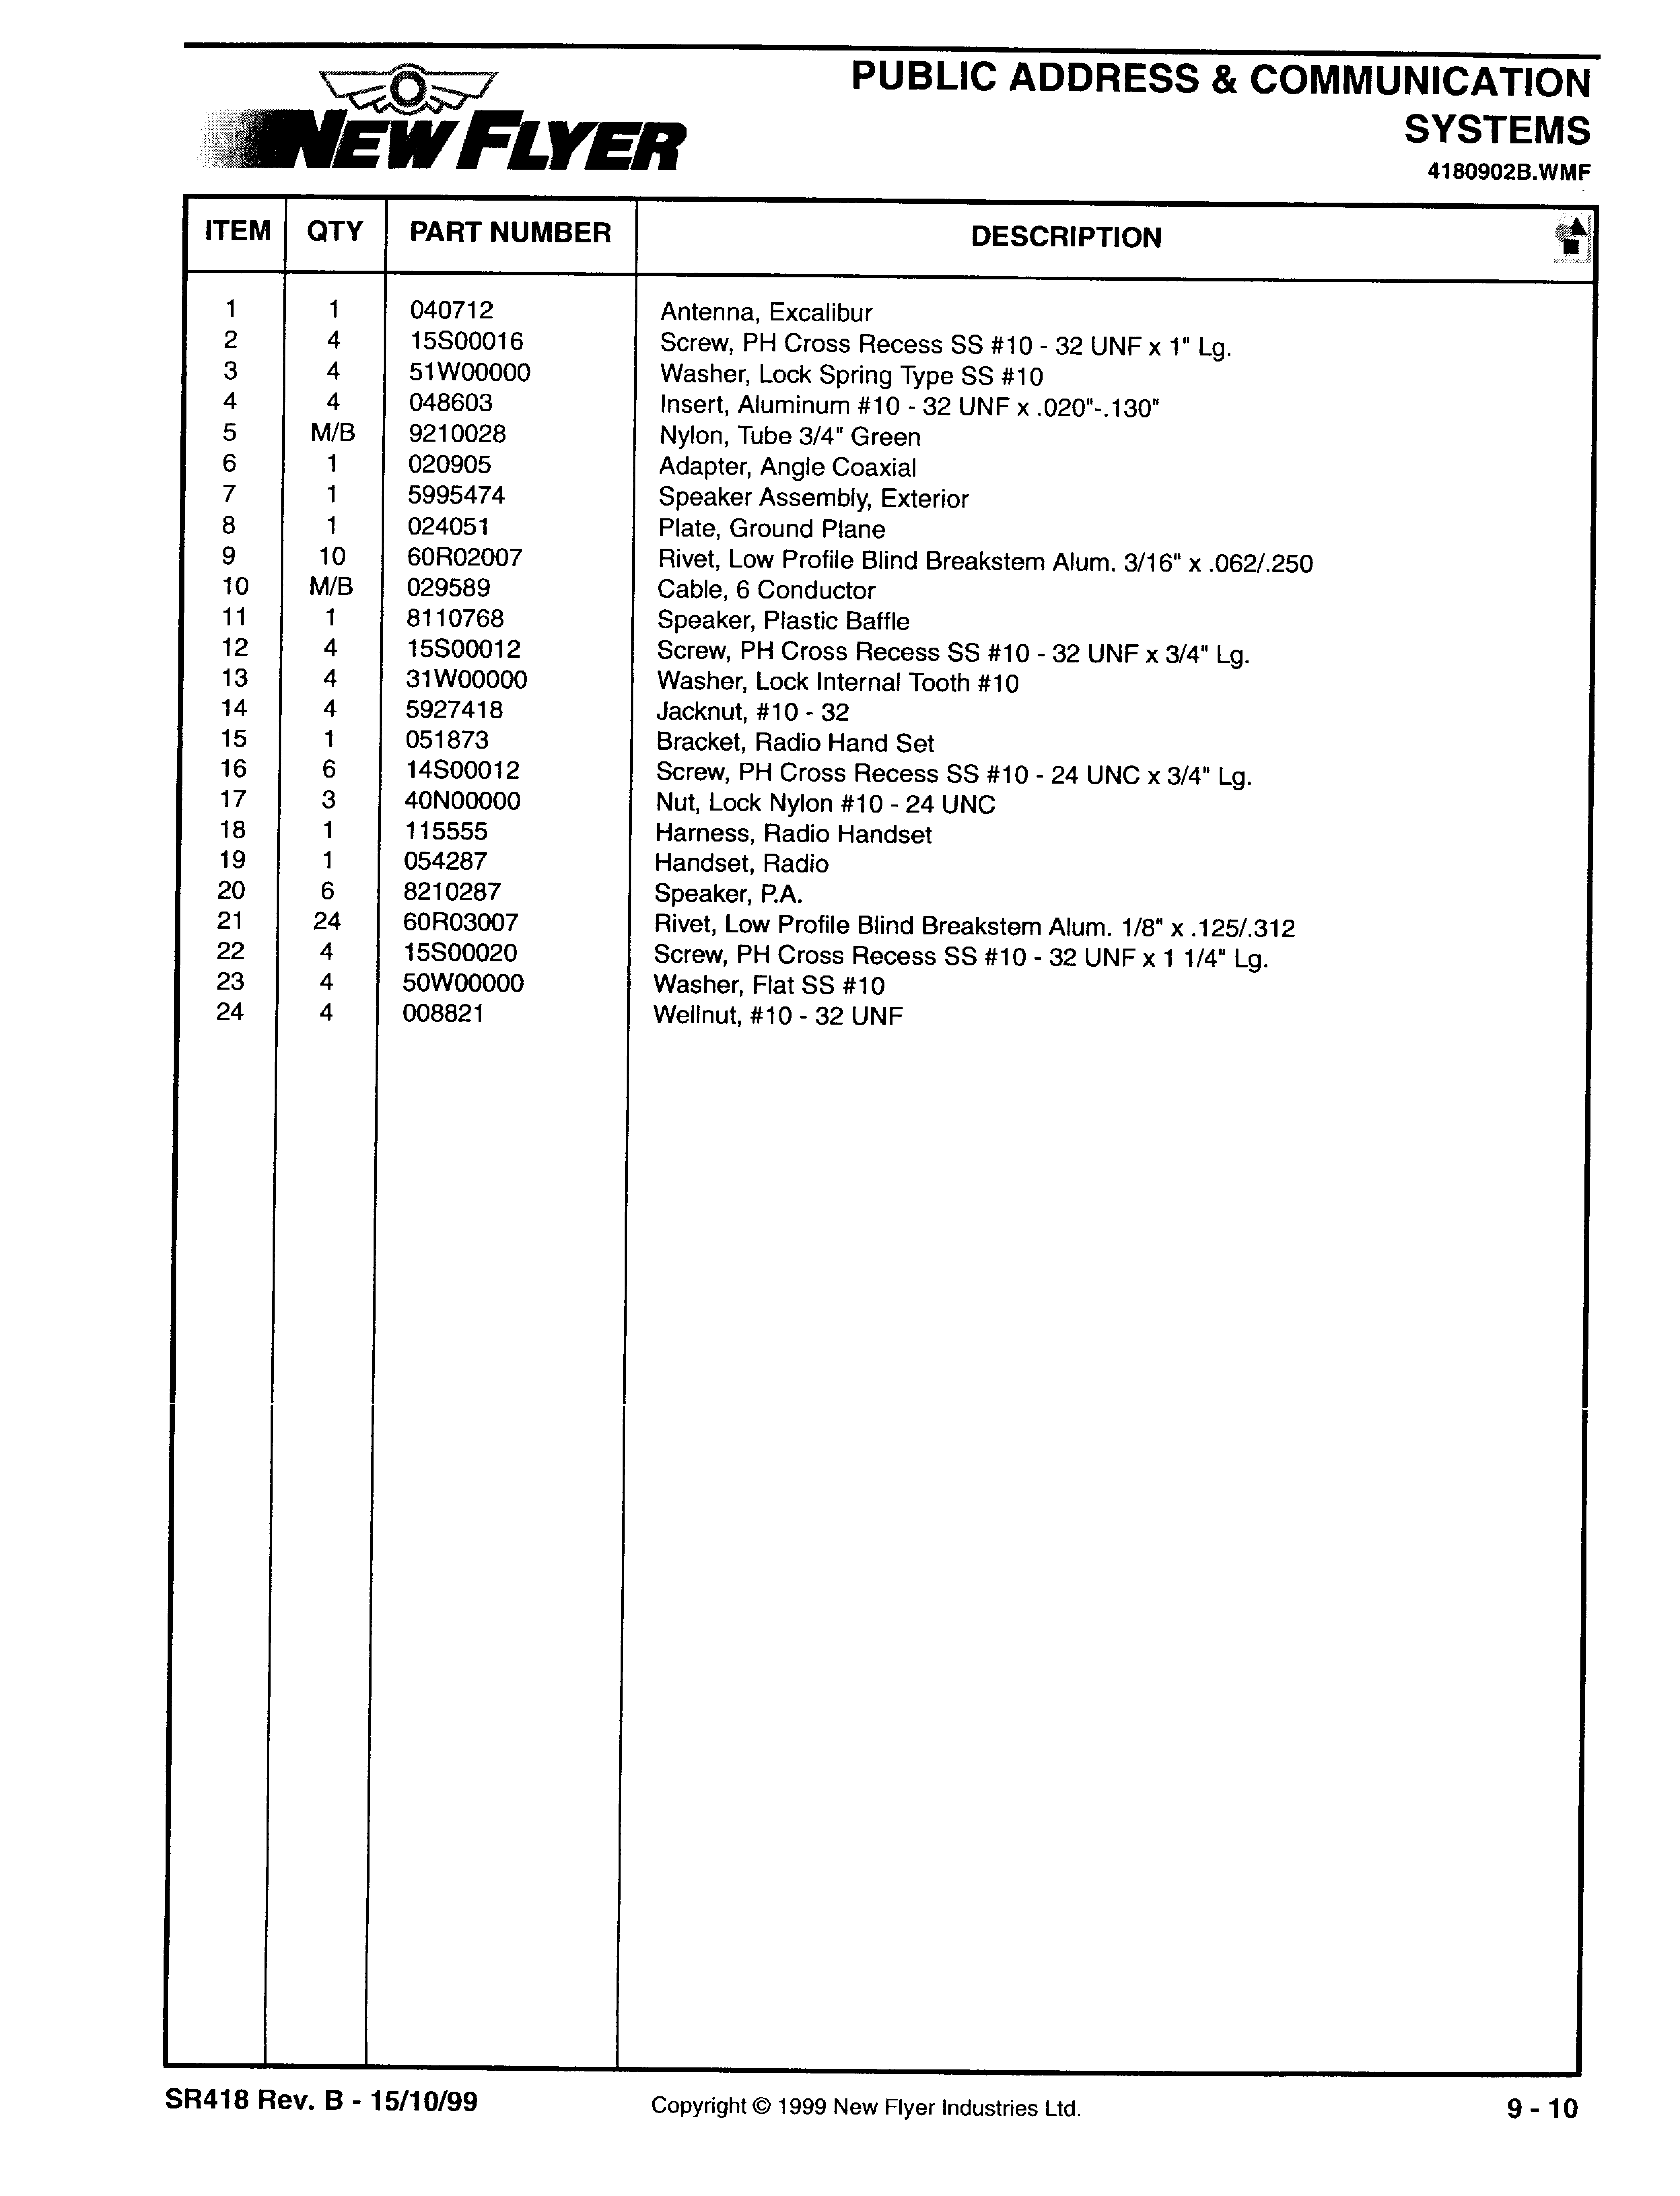 NEW FLYER
PUBLIC ADDRESS & COMMUNICATION
SYSTEMS
4180902B.WMF
ITEM QTY PART NUMBER DESCRIPTION
1 1 040712 Antenna, Excalibur
2 4 15S00016 Screw, PH Cross Recess SS #10 - 32 UNF x 1" Lg.
3 4 51W00000 Washer, Lock Spring Type SS #10
4 4 048603 Insert, Aluminum #10 - 32 UNF x .020"-.130"
5 M/B 9210028 Nylon, Tube 3/4" Green
6 1 020905 Adapter, Angle Coaxial
7 1 5995474 Speaker Assembly, Exterior
8 1 024051 Plate, Ground Plane
9 10 60R02007 Rivet, Low Profile Blind Breakstem Alum. 3/16" x .062/.250
10 M/B 029589 Cable, 6 Conductor
11 1 8110768 Speaker, Plastic Baffle
12 4 15S00012 Screw, PH Cross Recess SS #10 - 32 UNF x 3/4" Lg.
13 4 31W00000 Washer, Lock Internal Tooth #10
14 4 5927418 Jacknut, #10 - 32
15 1 051873 Bracket, Radio Hand Set
16 6 14S00012 Screw, PH Cross Recess SS #10 - 24 UNC x 3/4" Lg.
17 3 40N00000 Nut, Lock Nylon #10 - 24 UNC
18 1 115555 Harness, Radio Handset
19 1 054287 Handset, Radio
20 6 8210287 Speaker, P.A.
21 24 60R03007 Rivet, Low Profile Blind Breakstem Alum. 1/8" x .125/.312
22 4 15S00020 Screw, PH Cross Recess SS #10 - 32 UNF x 1 1/4" Lg.
23 4 50W00000 Washer, Flat SS #10
24 4 008821 Wellnut, #10 - 32 UNF
SR418 Rev. B - 15/10/99 Copyright © 1999 New Flyer Industries Ltd. 9 - 10